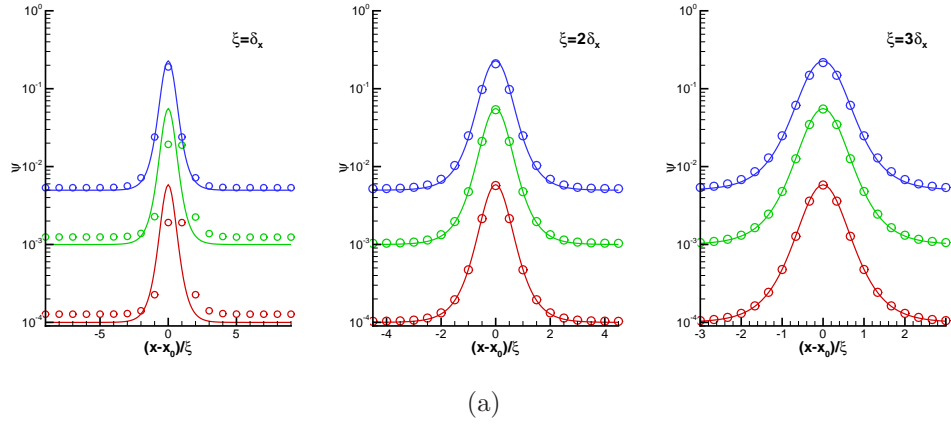 10⁰ 10⁰ 10⁰
ξ=δₓ ξ=2δₓ ξ=3δₓ
10⁻¹ 10⁻¹ 10⁻¹
10⁻² 10⁻² 10⁻²
ψ ψ ψ
10⁻³ 10⁻³ 10⁻³
10⁻⁴ 10⁻⁴ 10⁻⁴
-5 0 5 -4 -2 0 2 4 -3 -2 -1 0 1 2
(x-x₀)/ξ (x-x₀)/ξ (x-x₀)/ξ
(a)